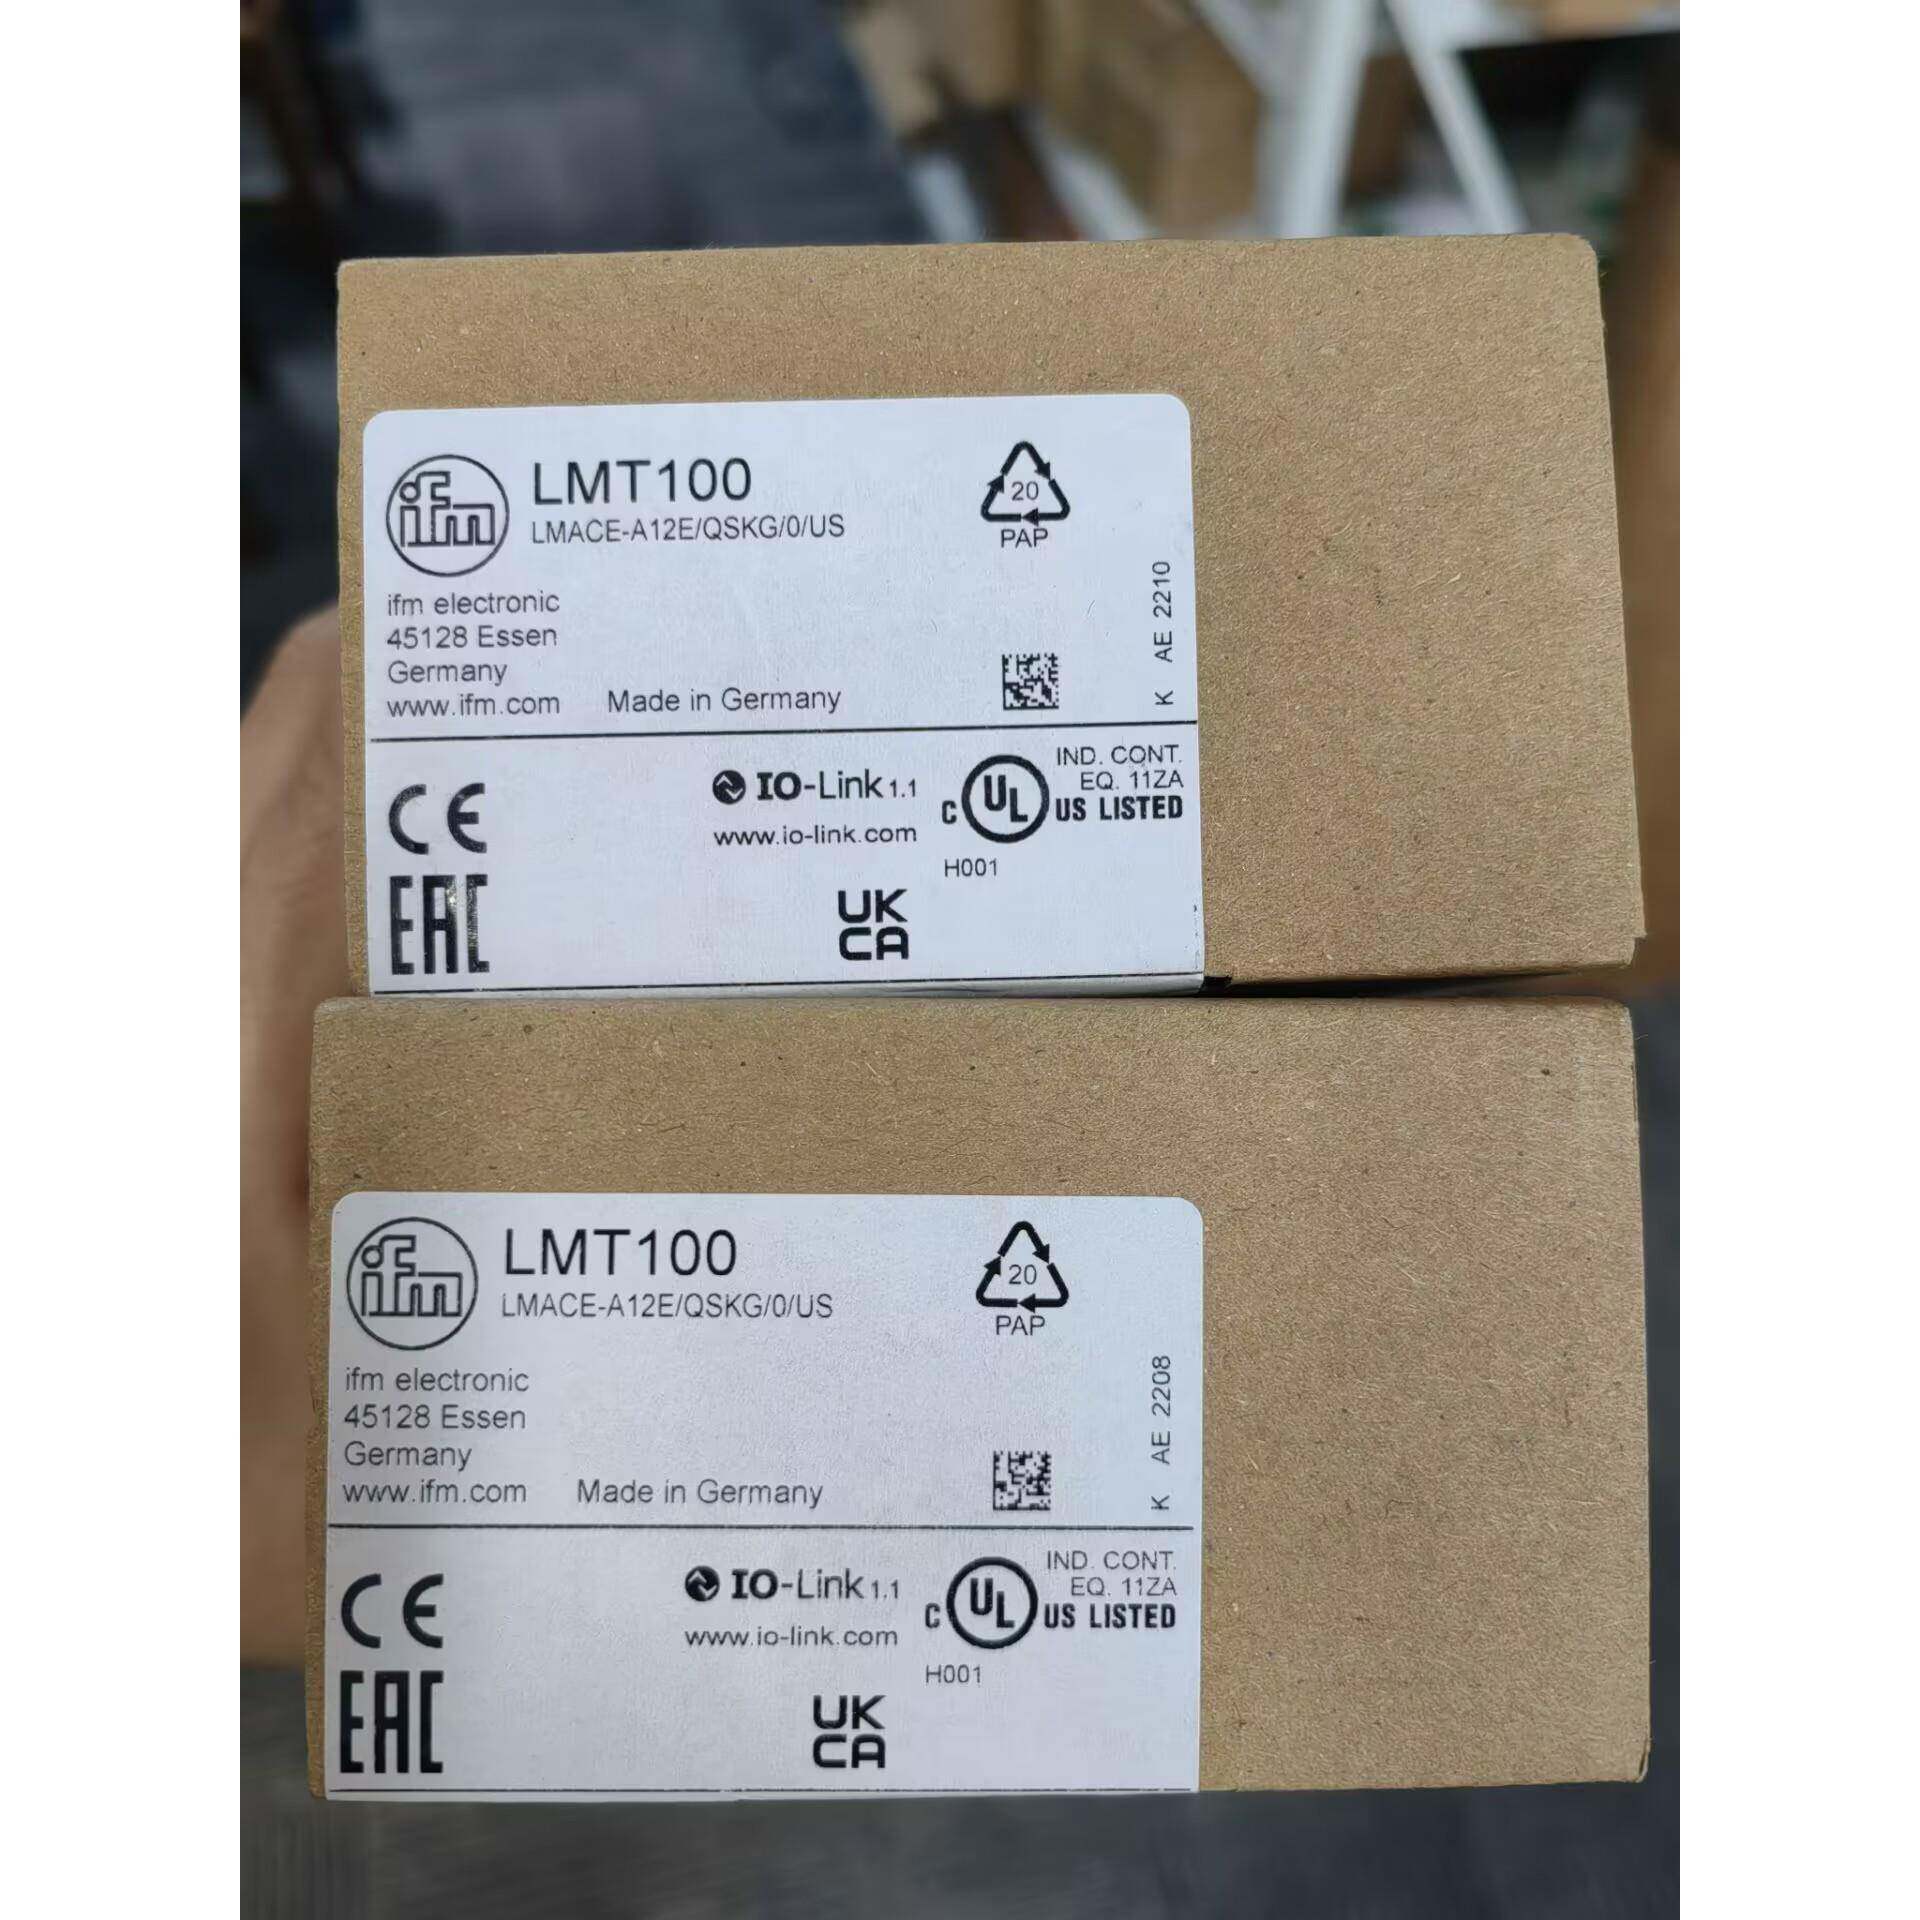 ifm
LMT100
LMACE-A12E/QSKG/0/US
20
PAP
ifm electronic
45128 Essen
Germany
www.ifm.com Made in Germany
K AE 2210
CE
IO-Link 1.1
www.io-link.com
C UL US LISTED
IND. CONT.
EQ. 11ZA
H001
EAC
UK
CA
ifm
LMT100
LMACE-A12E/QSKG/0/US
20
PAP
ifm electronic
45128 Essen
Germany
www.ifm.com Made in Germany
K AE 2208
CE
IO-Link 1.1
www.io-link.com
C UL US LISTED
IND. CONT.
EQ. 11ZA
H001
EAC
UK
CA